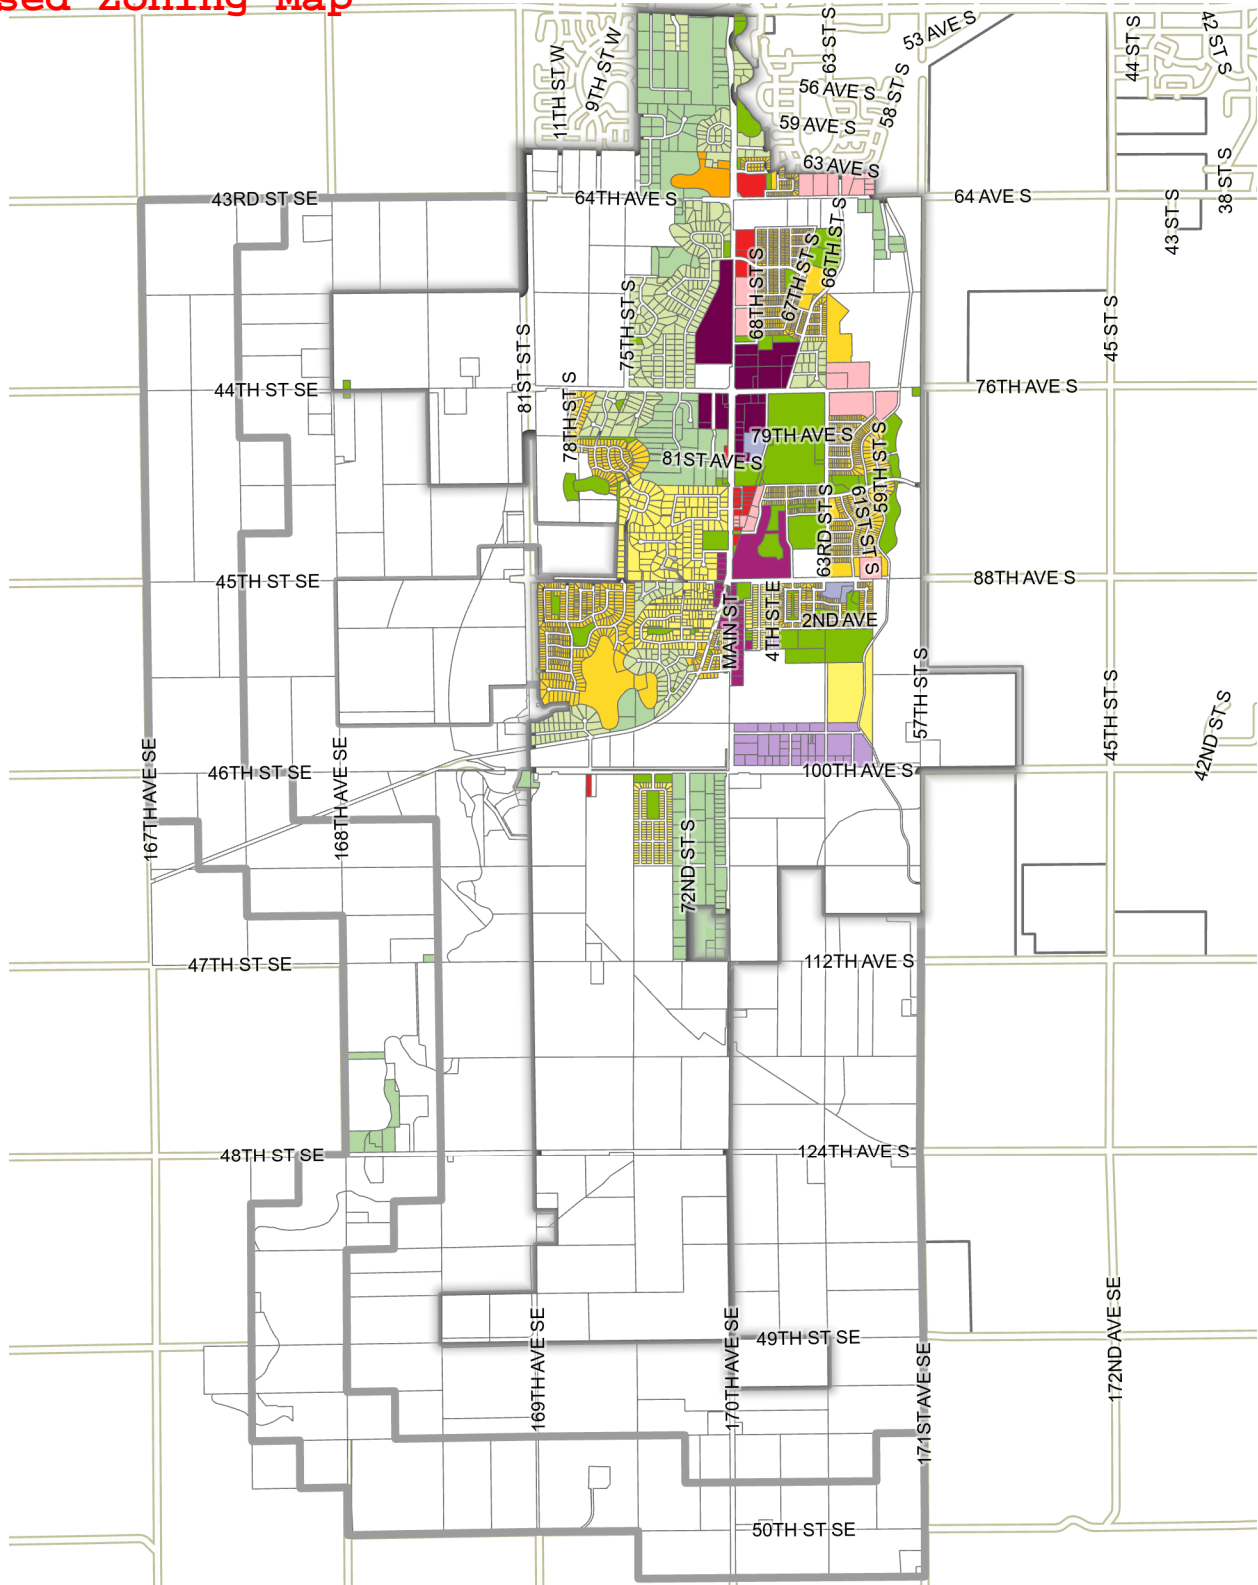 sed Zoning Map
11TH ST W
9TH ST W
63 ST S
53 AVE S
44 ST S
42 ST S
56 AVE S
58 ST S
59 AVE S
63 AVE S
38 ST S
43RD ST SE
64TH AVE S
64 AVE S
43 ST S
66TH ST S
67TH ST S
68TH ST S
75TH ST S
81ST ST S
45 ST S
44TH ST SE
78TH ST S
76TH AVE S
79TH AVE S
81ST AVE S
59TH ST S
61ST ST S
63RD ST S
45TH ST SE
88TH AVE S
MAIN ST
4TH ST E
2ND AVE
57TH ST S
45TH ST S
42ND ST S
167TH AVE SE
168TH AVE SE
46TH ST SE
100TH AVE S
72ND ST S
47TH ST SE
112TH AVE S
48TH ST SE
124TH AVE S
169TH AVE SE
170TH AVE SE
49TH ST SE
171ST AVE SE
172ND AVE SE
50TH ST SE